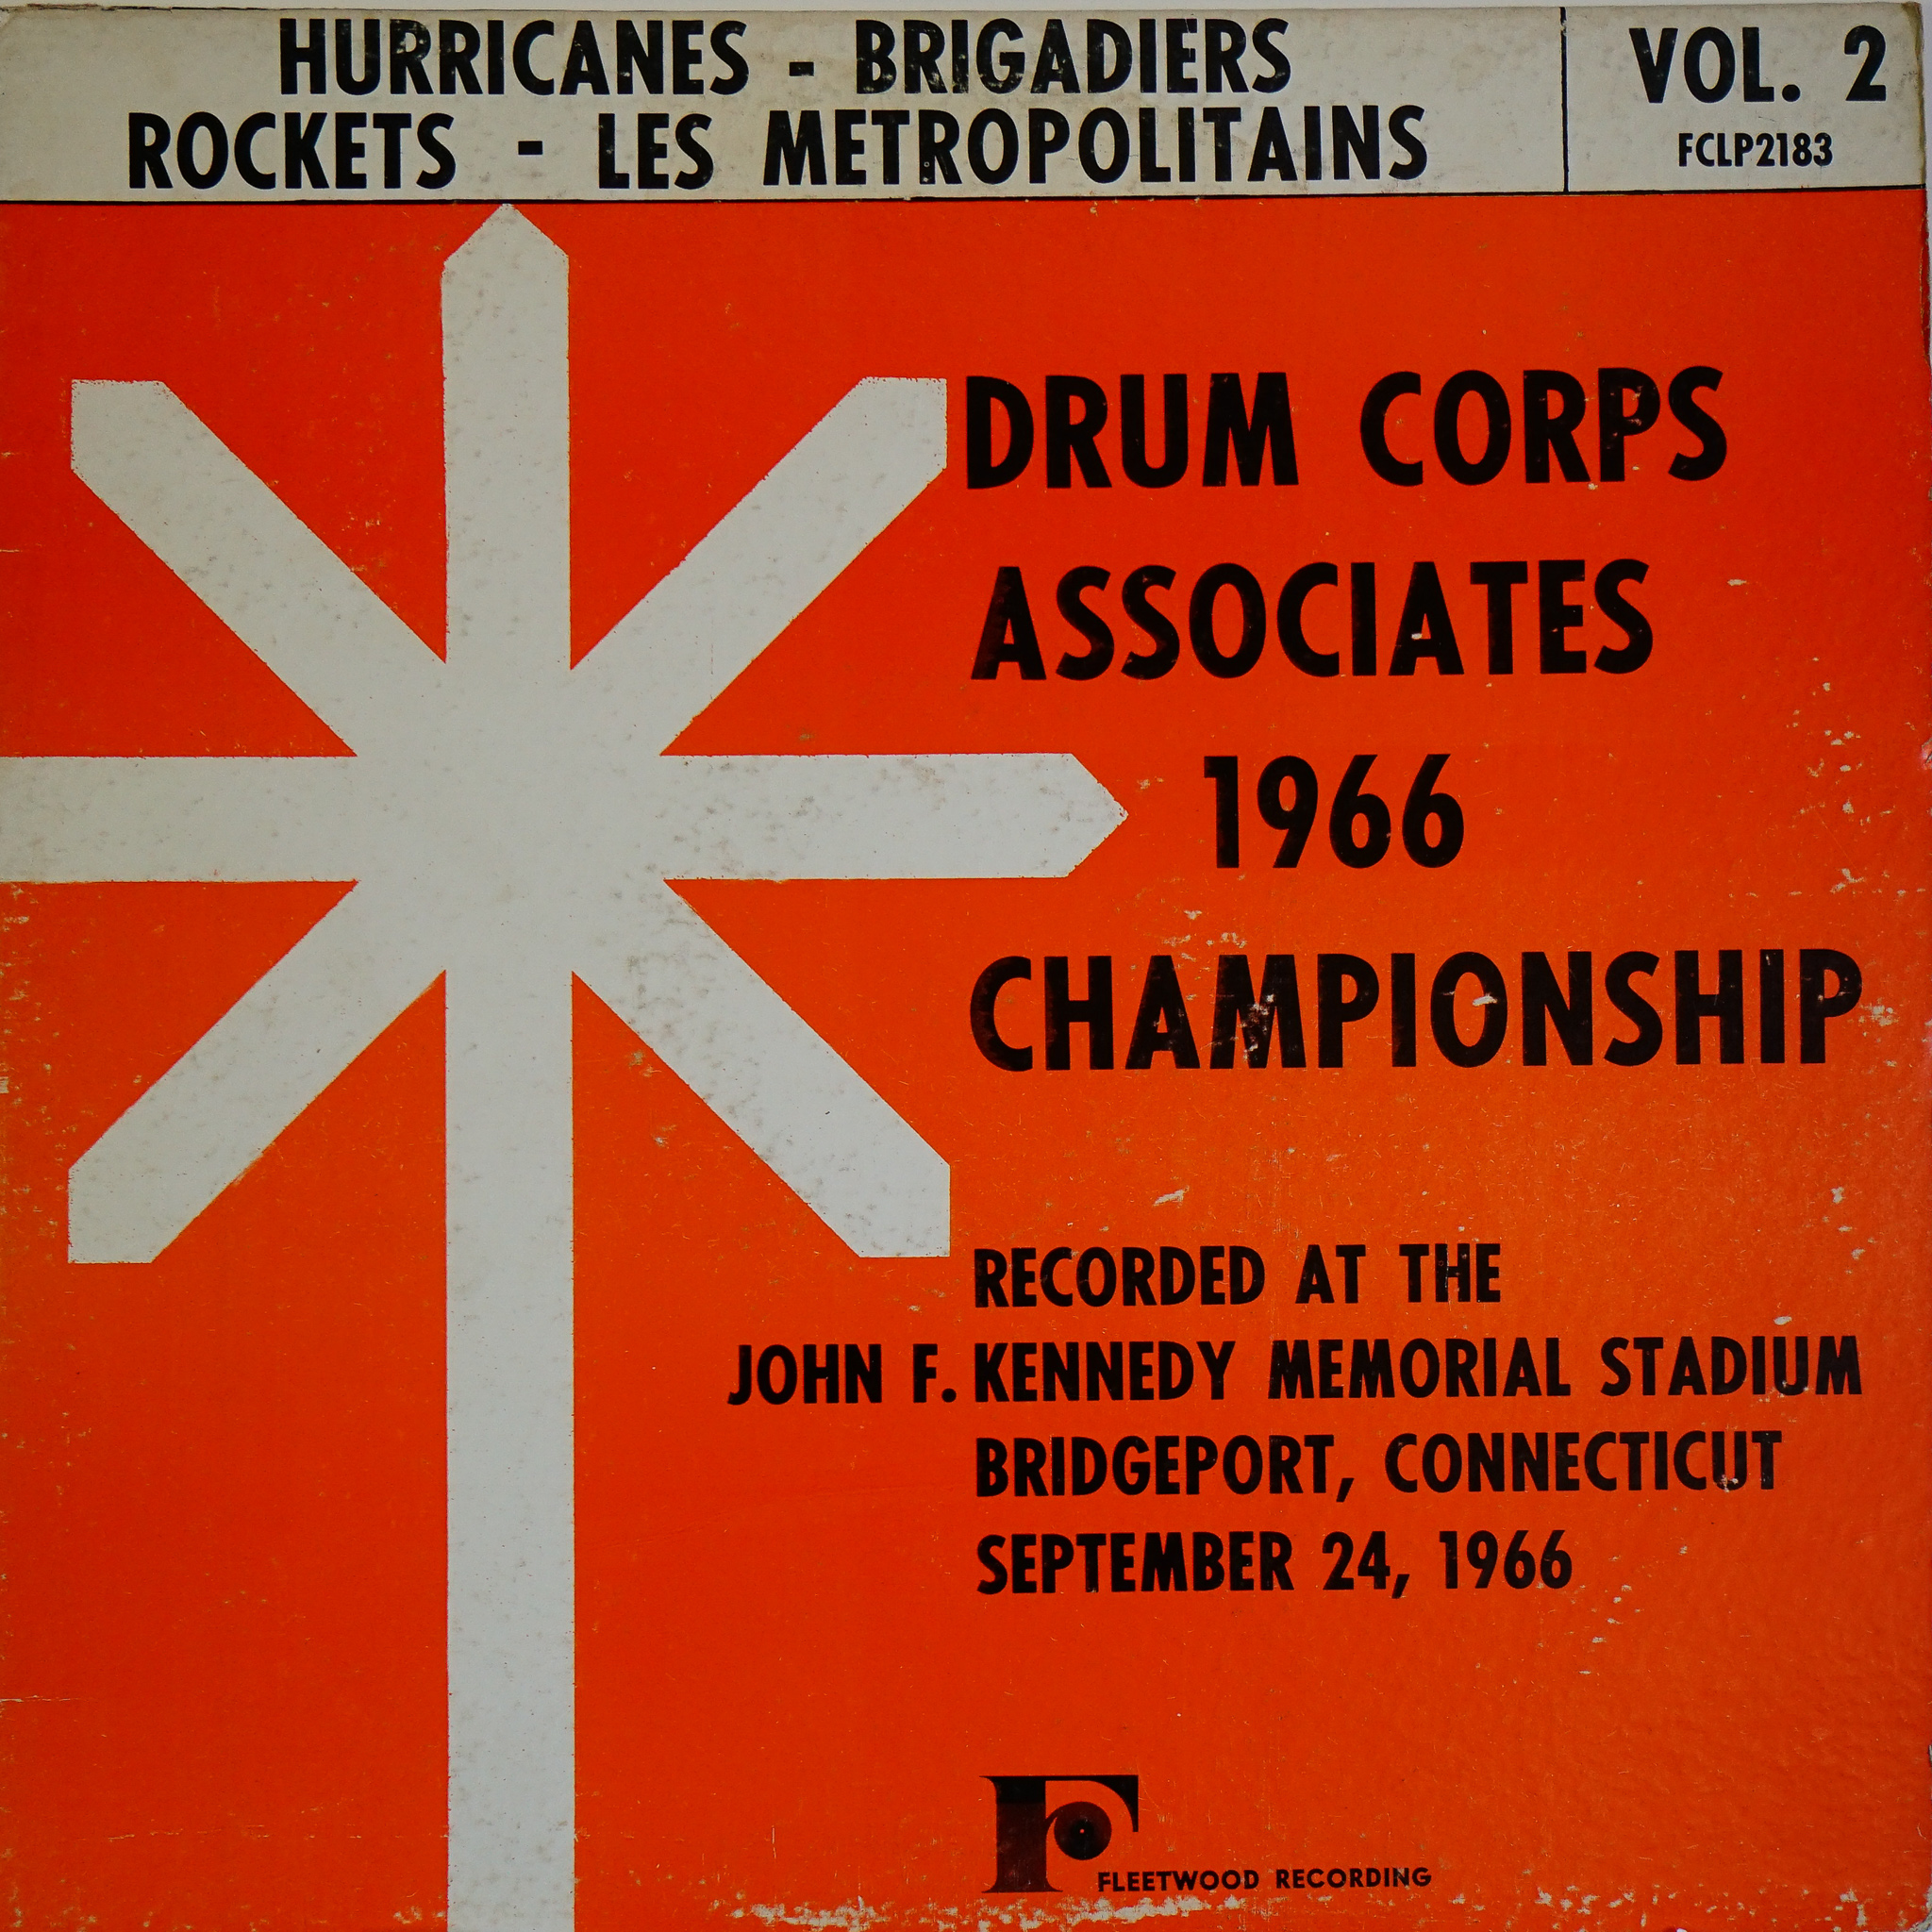 HURRICANES - BRIGADIERS
ROCKETS - LES METROPOLITAINS
VOL. 2
FCLP2183
DRUM CORPS
ASSOCIATES
1966
CHAMPIONSHIP
RECORDED AT THE
JOHN F. KENNEDY MEMORIAL STADIUM
BRIDGEPORT, CONNECTICUT
SEPTEMBER 24, 1966
F
FLEETWOOD RECORDING